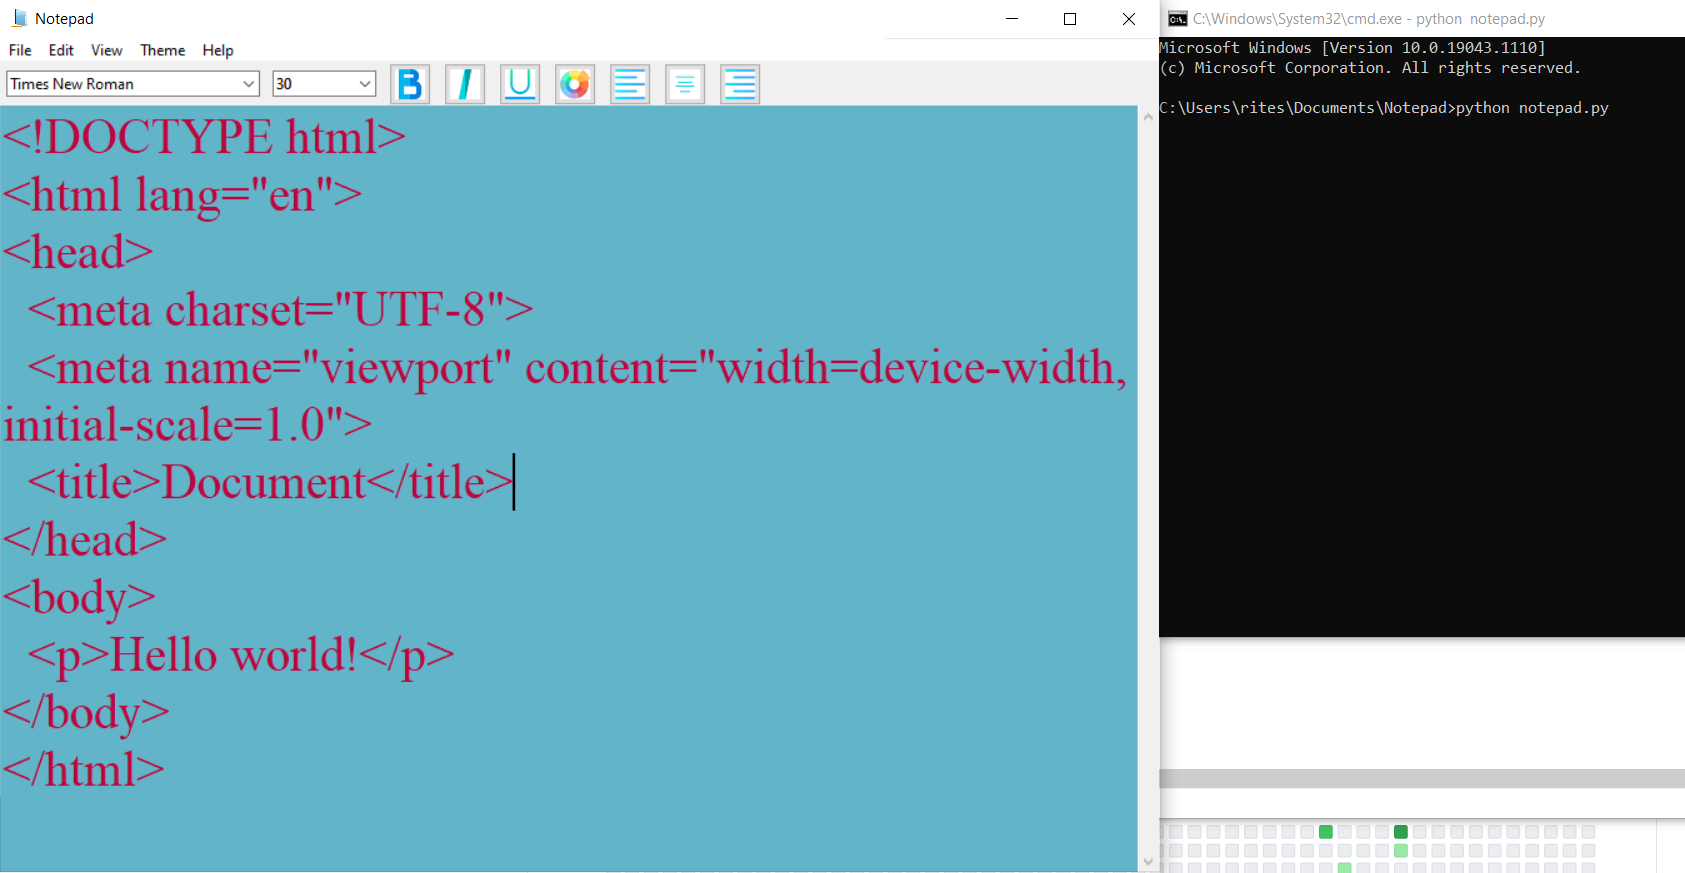 Notepad
File Edit View Theme Help
Times New Roman 30
B I U
<!DOCTYPE html>
<html lang="en">
<head>
  <meta charset="UTF-8">
  <meta name="viewport" content="width=device-width,
initial-scale=1.0">
  <title>Document</title>
</head>
<body>
  <p>Hello world!</p>
</body>
</html>
C:\Windows\System32\cmd.exe - python  notepad.py
Microsoft Windows [Version 10.0.19043.1110]
(c) Microsoft Corporation. All rights reserved.
C:\Users\rites\Documents\Notepad>python notepad.py